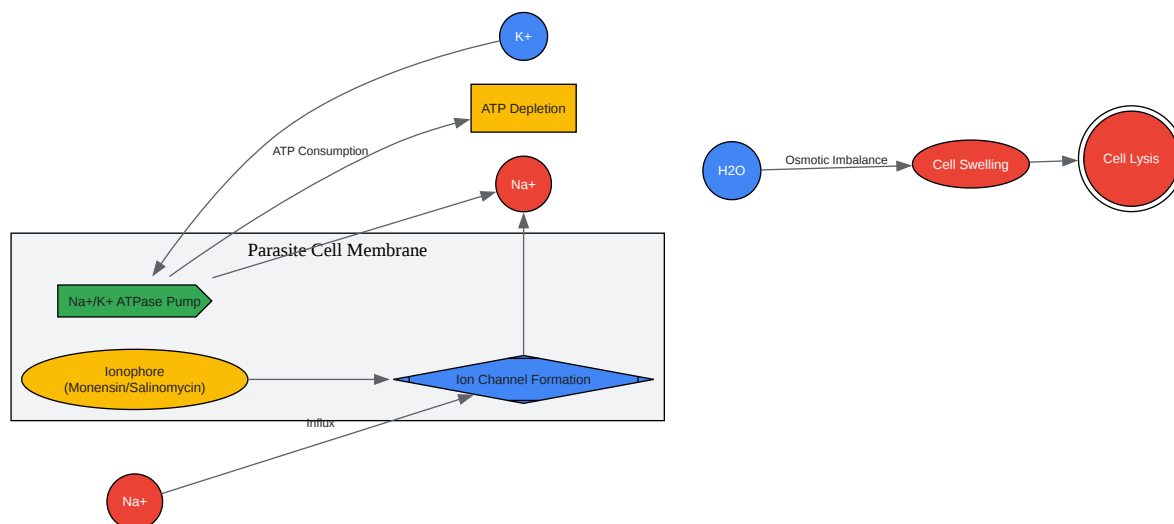 K+
ATP Depletion
ATP Consumption
Na+
H2O
Osmotic Imbalance
Cell Swelling
Cell Lysis
Parasite Cell Membrane
Na+/K+ ATPase Pump
Ionophore
(Monensin/Salinomycin)
Ion Channel Formation
Influx
Na+